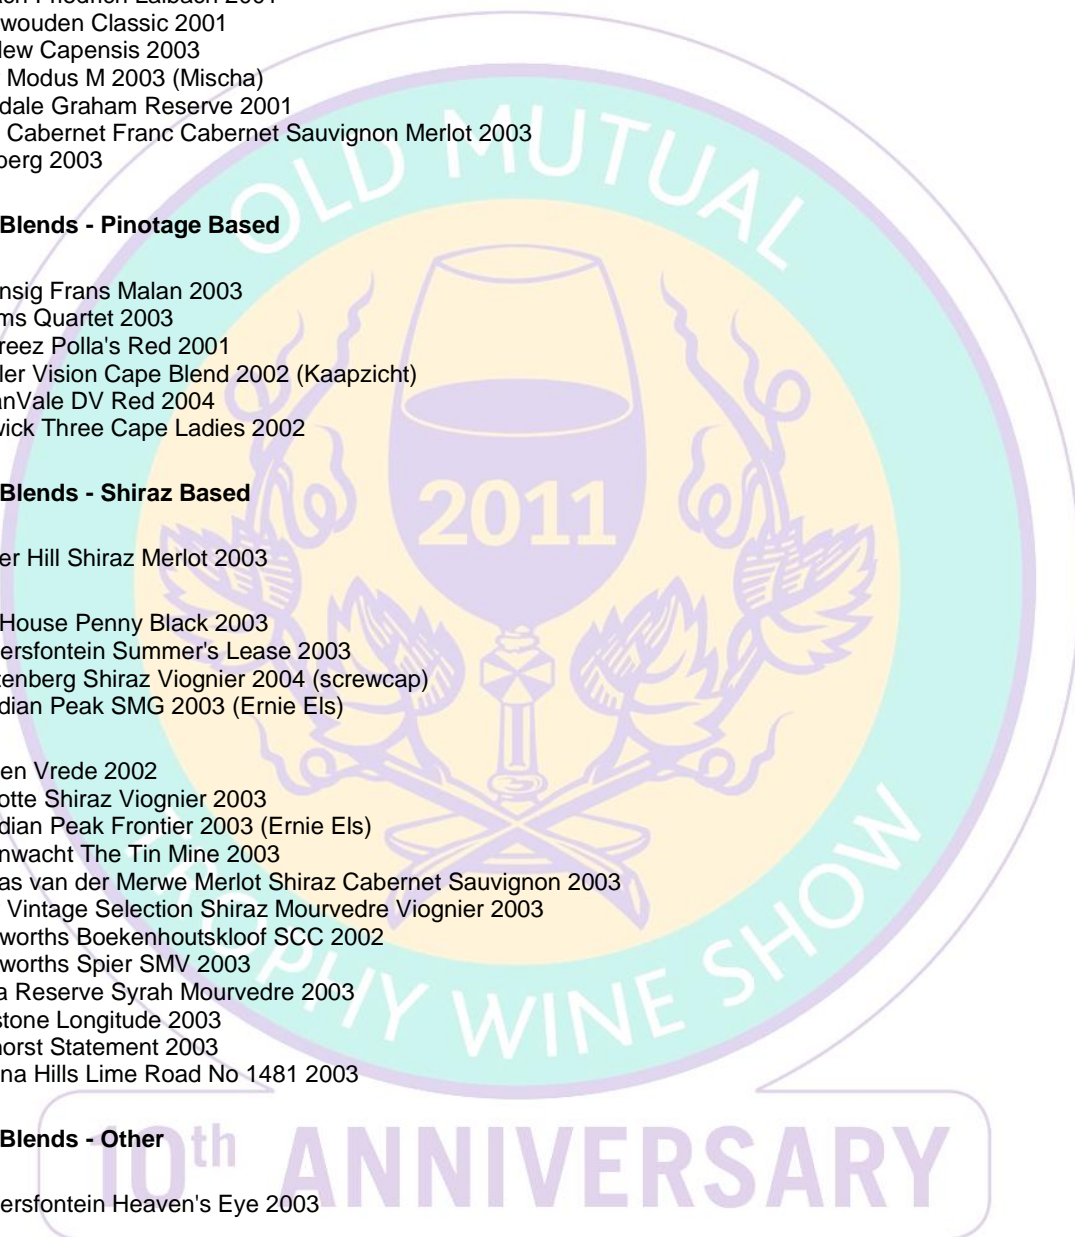 wouden Classic 2001
lew Capensis 2003
Modus M 2003 (Mischa)
dale Graham Reserve 2001
Cabernet Franc Cabernet Sauvignon Merlot 2003
berg 2003
Blends - Pinotage Based
nsig Frans Malan 2003
ms Quartet 2003
reez Polla's Red 2001
ler Vision Cape Blend 2002 (Kaapzicht)
anVale DV Red 2004
wick Three Cape Ladies 2002
Blends - Shiraz Based
er Hill Shiraz Merlot 2003
House Penny Black 2003
ersfontein Summer's Lease 2003
tenberg Shiraz Viognier 2004 (screwcap)
dian Peak SMG 2003 (Ernie Els)
en Vrede 2002
otte Shiraz Viognier 2003
dian Peak Frontier 2003 (Ernie Els)
nwacht The Tin Mine 2003
as van der Merwe Merlot Shiraz Cabernet Sauvignon 2003
Vintage Selection Shiraz Mourvedre Viognier 2003
worths Boekenhoutskloof SCC 2002
worths Spier SMV 2003
a Reserve Syrah Mourvedre 2003
stone Longitude 2003
horst Statement 2003
na Hills Lime Road No 1481 2003
Blends - Other
ersfontein Heaven's Eye 2003
OLD MUTUAL
2011
TROPHY WINE SHOW
10th ANNIVERSARY